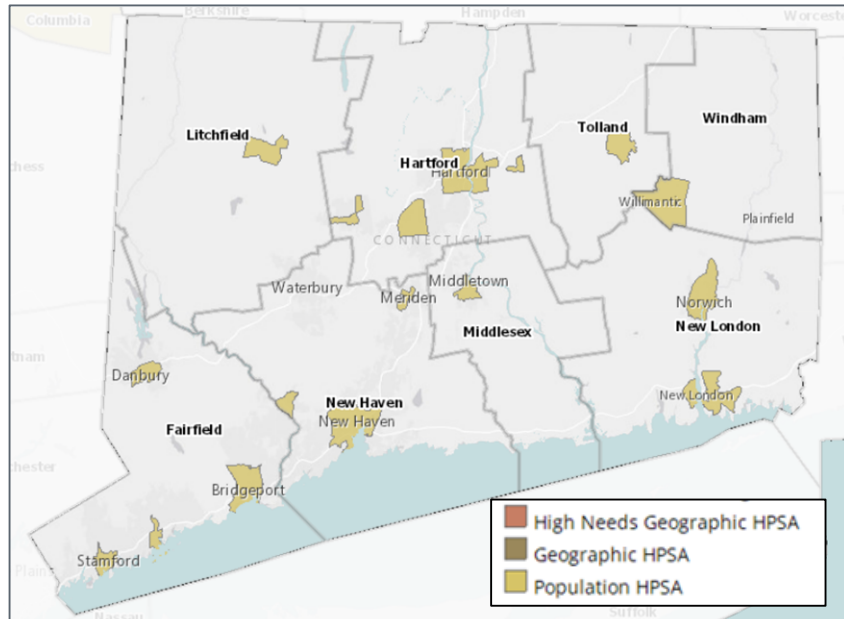 Columbia
Berkshire
Hampden
Worcester
Litchfield
Hartford
Hartford
Tolland
Windham
Willimantic
Plainfield
CONNECTICUT
Waterbury
Meriden
Middletown
Norwich
Middlesex
New London
Danbury
New London
New Haven
New Haven
Fairfield
Bridgeport
Stamford
High Needs Geographic HPSA
Geographic HPSA
Population HPSA
Nassau
Suffolk